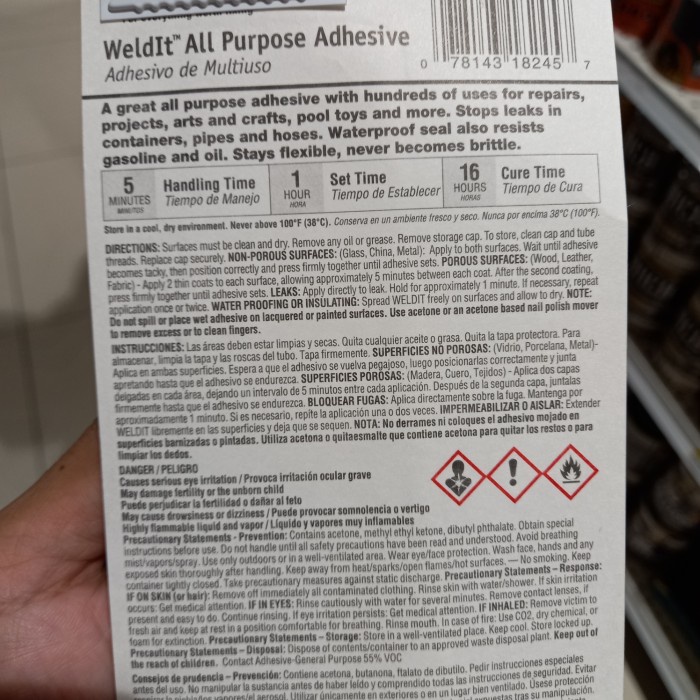 WeldIt™ All Purpose Adhesive
Adhesivo de Multiuso
0 78143 18245 7
A great all purpose adhesive with hundreds of uses for repairs,
projects, arts and crafts, pool toys and more. Stops leaks in
containers, pipes and hoses. Waterproof seal also resists
gasoline and oil. Stays flexible, never becomes brittle.
5 Handling Time 1 Set Time 16 Cure Time
MINUTES Tiempo de Manejo HOUR Tiempo de Establecer HOURS Tiempo de Cura
MINUTOS HORA HORAS
Store in a cool, dry environment. Never above 100°F (38°C). Conserva en un ambiente fresco y seco. Nunca por encima 38°C (100°F).
DIRECTIONS: Surfaces must be clean and dry. Remove any oil or grease. Remove storage cap. To store, clean cap and tube
threads. Replace cap securely. NON-POROUS SURFACES: (Glass, China, Metal): Apply to both surfaces. Wait until adhesive
becomes tacky, then position correctly and press firmly together until adhesive sets. POROUS SURFACES: (Wood, Leather,
Fabric) - Apply 2 thin coats to each surface, allowing approximately 5 minutes between each coat. After the second coating,
press firmly together until adhesive sets. LEAKS: Apply directly to leak. Hold for approximately 1 minute. If necessary, repeat
application once or twice. WATER PROOFING OR INSULATING: Spread WELDIT freely on surfaces and allow to dry. NOTE:
Do not spill or place wet adhesive on lacquered or painted surfaces. Use acetone or an acetone based nail polish mover
to remove excess or to clean fingers.
INSTRUCCIONES: Las áreas deben estar limpias y secas. Quita cualquier aceite o grasa. Quita la tapa protectora. Para
almacenar, limpia la tapa y las roscas del tubo. Tapa firmemente. SUPERFICIES NO POROSAS: (Vidrio, Porcelana, Metal)-
Aplica en ambas superficies. Espera a que el adhesivo se vuelva pegajoso, luego posicionarlas correctamente y junta
apretando hasta que el adhesivo se endurezca. SUPERFICIES POROSAS: (Madera, Cuero, Tejidos) - Aplica dos capas
delgadas en cada área, dejando un intervalo de 5 minutos entre cada aplicación. Después de la segunda capa, juntalas
firmemente hasta que el adhesivo se endurezca. BLOQUEAR FUGAS: Aplica directamente sobre la fuga. Mantenga por
aproximadamente 1 minuto. Si es necesario, repite la aplicación una o dos veces. IMPERMEABILIZAR O AISLAR: Extender
WELDIT libremente en las superficies y deja que se sequen. NOTA: No derrames ni coloques el adhesivo mojado en
superficies barnizadas o pintadas. Utiliza acetona o quitaesmalte que contiene acetona para quitar los restos o para
limpiar los dedos.
DANGER / PELIGRO
Causes serious eye irritation / Provoca irritación ocular grave
May damage fertility or the unborn child
Puede perjudicar la fertilidad o dañar al feto
May cause drowsiness or dizziness / Puede provocar somnolencia o vertigo
Highly flammable liquid and vapor / Líquido y vapores muy inflamables
Precautionary Statements - Prevention: Contains acetone, methyl ethyl ketone, dibutyl phthalate. Obtain special
instructions before use. Do not handle until all safety precautions have been read and understood. Avoid breathing
mist/vapors/spray. Use only outdoors or in a well-ventilated area. Wear eye/face protection. Wash face, hands and any
exposed skin thoroughly after handling. Keep away from heat/sparks/open flames/hot surfaces. — No smoking. Keep
container tightly closed. Take precautionary measures against static discharge. Precautionary Statements - Response:
IF ON SKIN (or hair): Remove off immediately all contaminated clothing. Rinse skin with water/shower. If skin irritation
occurs: Get medical attention. IF IN EYES: Rinse cautiously with water for several minutes. Remove contact lenses, if
present and easy to do. Continue rinsing. If eye irritation persists: Get medical attention. IF INHALED: Remove victim to
fresh air and keep at rest in a position comfortable for breathing. Rinse mouth. In case of fire: Use CO2, dry chemical, or
foam for extinction. Precautionary Statements - Storage: Store in a well-ventilated place. Keep cool. Store locked up.
Precautionary Statements - Disposal: Dispose of contents/container to an approved waste disposal plant. Keep out of
the reach of children. Contact Adhesive-General Purpose 55% VOC
Consejos de prudencia - Prevención: Contiene acetona, butanona, ftalato de dibutilo. Pedir instrucciones especiales
antes del uso. No manipular la sustancia antes de haber leído y comprendido todas las instrucciones de seguridad. Evitar
vapores/el aerosol. Utilizar únicamente en exteriores o en un lugar bien ventilado. Úsese protección
tras su manipulación.